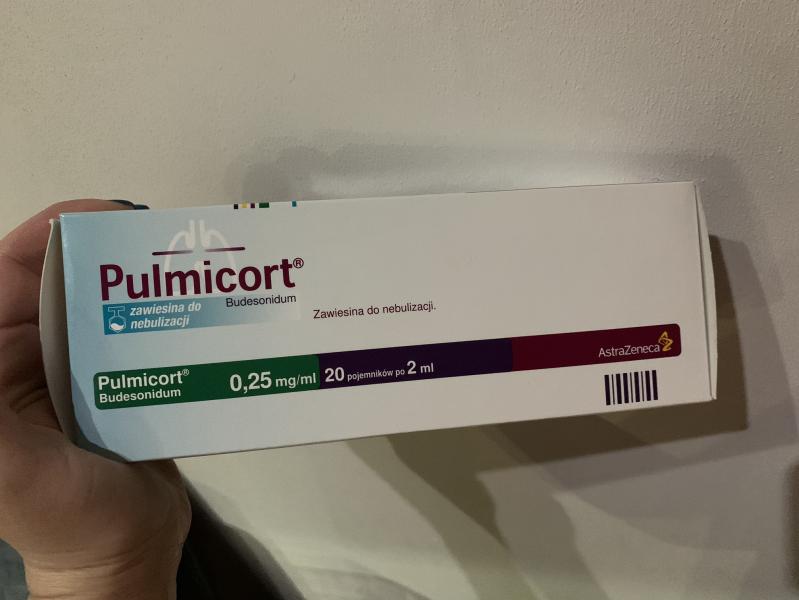 Pulmicort®
Budesonidum
zawiesina do
nebulizacji
Zawiesina do nebulizacji.
Pulmicort®
Budesonidum
0,25 mg/ml
20 pojemników po 2 ml
AstraZeneca